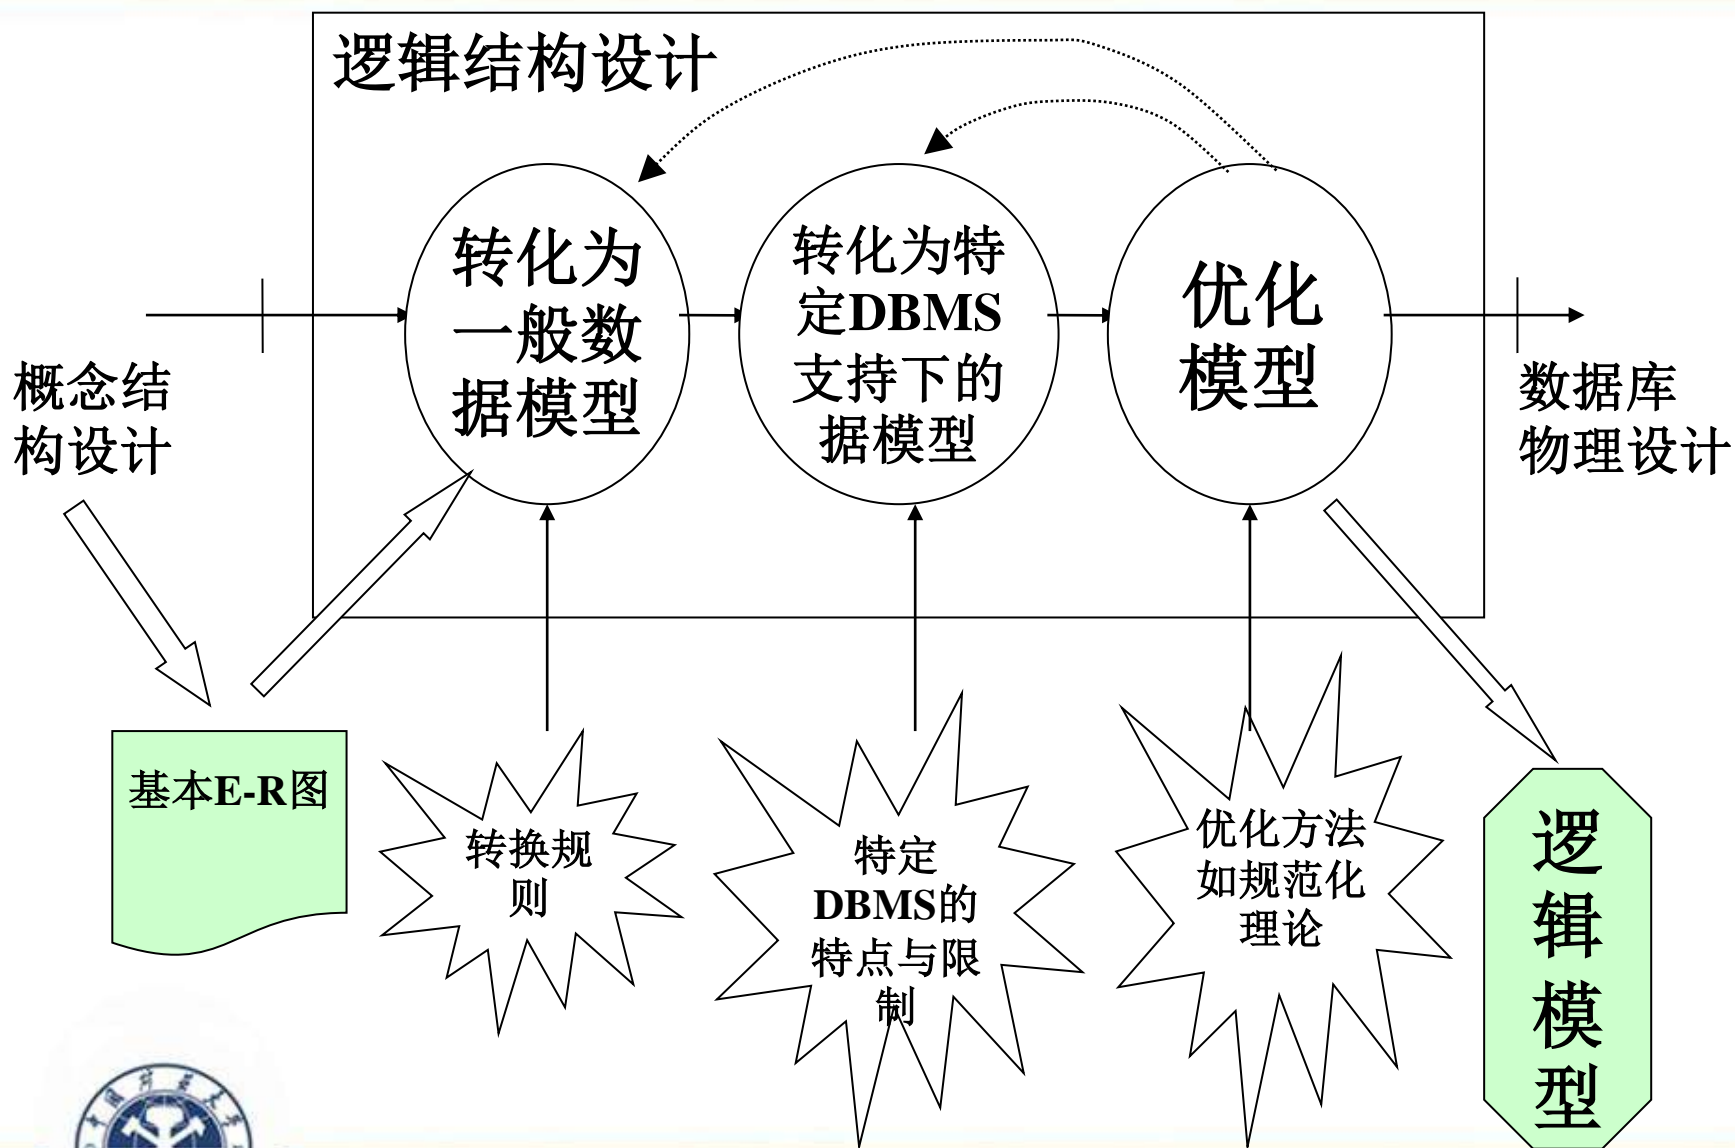 逻辑结构设计
转化为
一般数
据模型
转化为特
定DBMS
支持下的
据模型
优化
模型
概念结
构设计
数据库
物理设计
基本E-R图
转换规
则
特定
DBMS的
特点与限
制
优化方法
如规范化
理论
逻
辑
模
型